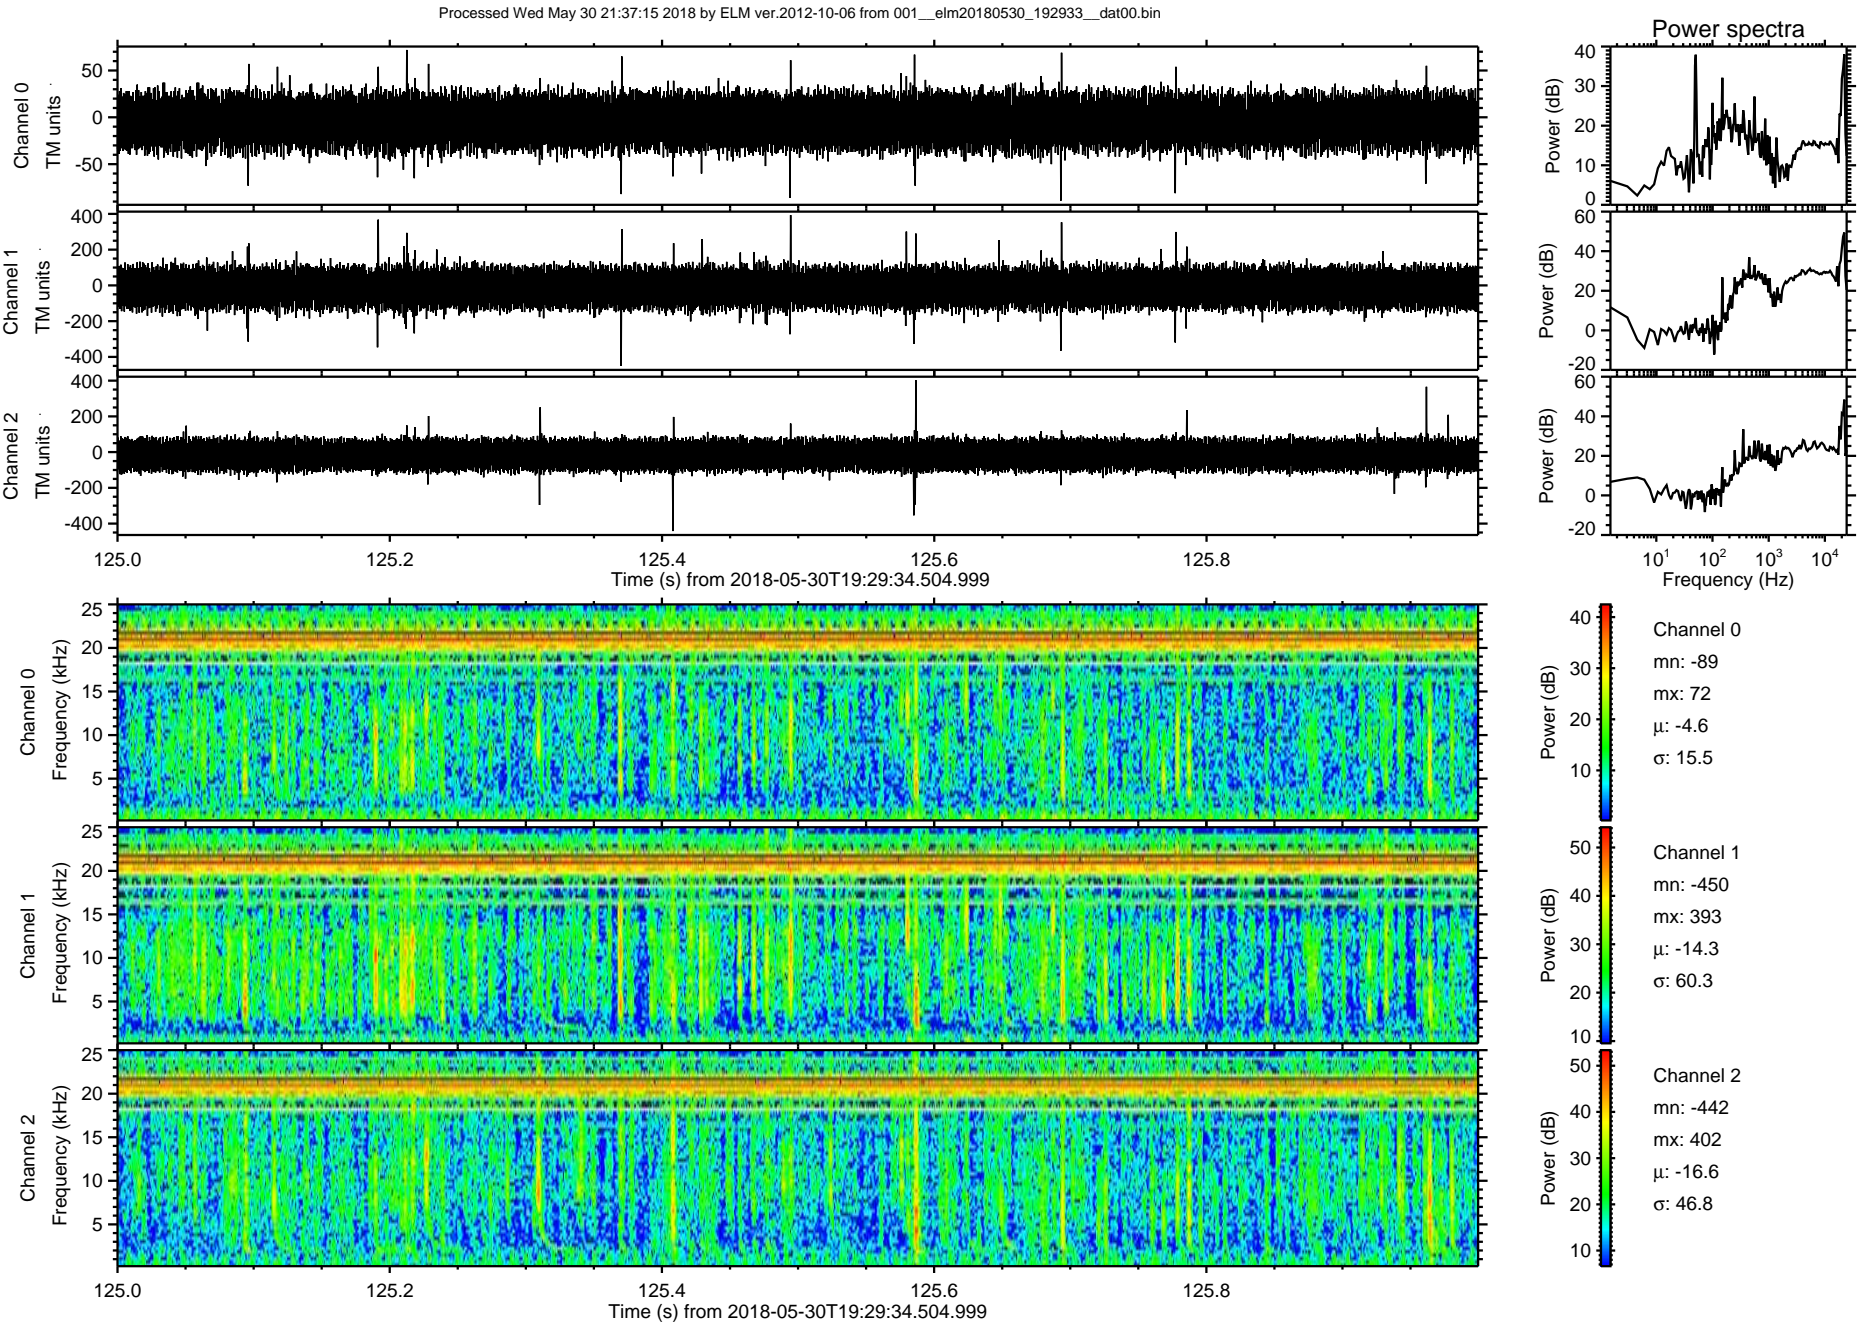 Processed Wed May 30 21:37:15 2018 by ELM ver.2012-10-06 from 001__elm20180530_192933__dat00.bin
Power spectra
Channel 0
TM units
50
0
-50
Power (dB)
40
30
20
10
0
Channel 1
TM units
400
200
0
-200
-400
Power (dB)
60
40
20
0
-20
Channel 2
TM units
400
200
0
-200
-400
Power (dB)
60
40
20
0
-20
125.0 125.2 125.4 125.6 125.8
Time (s) from 2018-05-30T19:29:34.504.999
10^1 10^2 10^3 10^4
Frequency (Hz)
Channel 0
Frequency (kHz)
25
20
15
10
5
Power (dB)
40
30
20
10
Channel 0
mn: -89
mx: 72
μ: -4.6
σ: 15.5
Channel 1
Frequency (kHz)
25
20
15
10
5
Power (dB)
50
40
30
20
10
Channel 1
mn: -450
mx: 393
μ: -14.3
σ: 60.3
Channel 2
Frequency (kHz)
25
20
15
10
5
Power (dB)
50
40
30
20
10
Channel 2
mn: -442
mx: 402
μ: -16.6
σ: 46.8
125.0 125.2 125.4 125.6 125.8
Time (s) from 2018-05-30T19:29:34.504.999